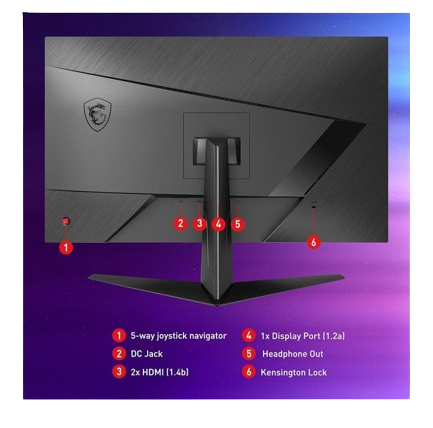 2 3 4 5
1 6
1 5-way joystick navigator
2 DC Jack
3 2x HDMI (1.4b)
4 1x Display Port (1.2a)
5 Headphone Out
6 Kensington Lock